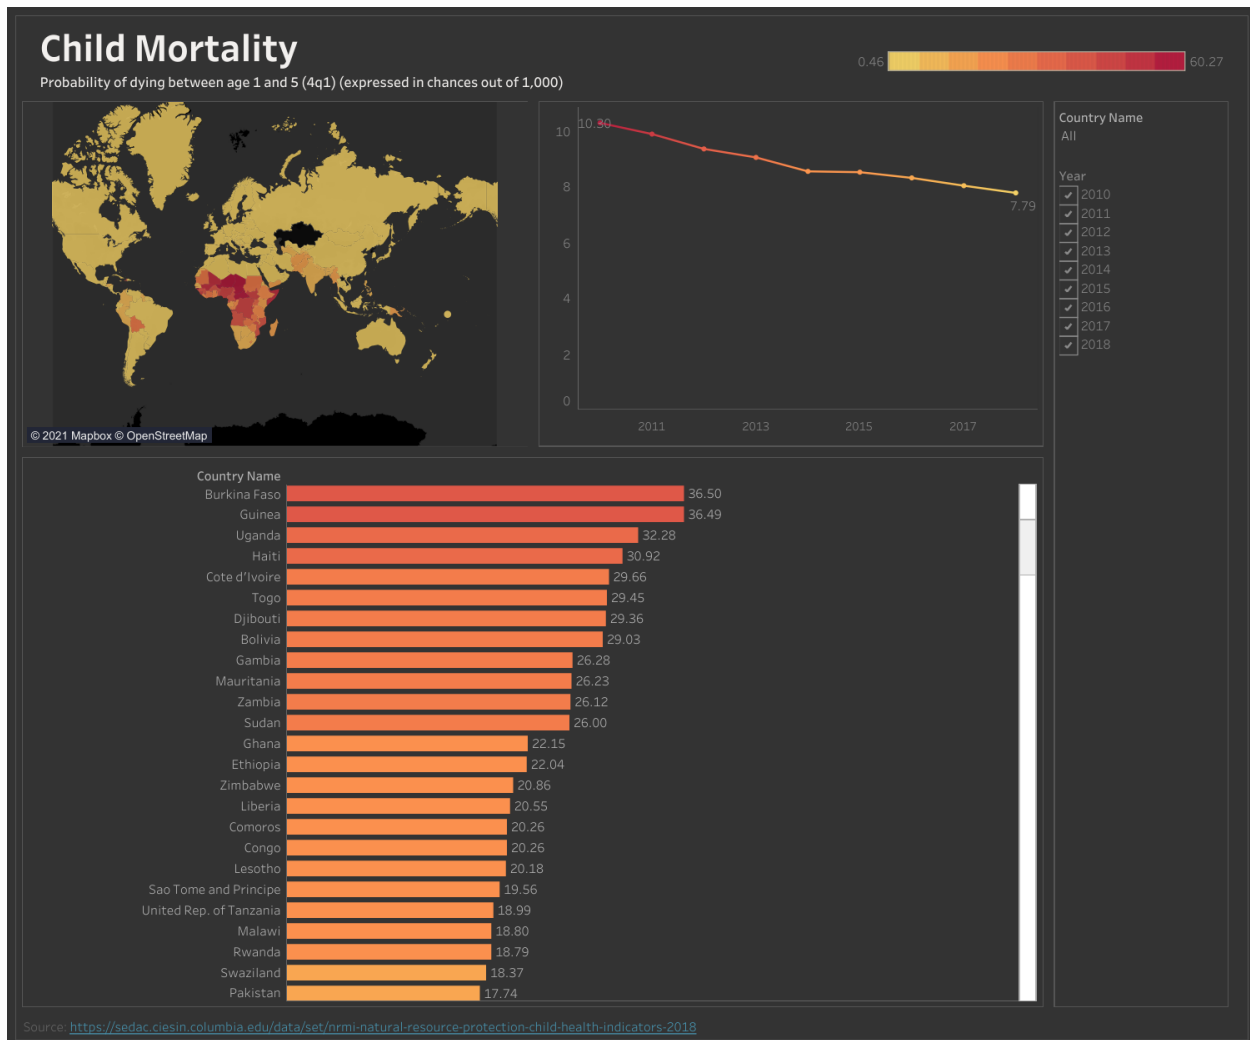 Child Mortality
Probability of dying between age 1 and 5 (4q1) (expressed in chances out of 1,000)
0.46 60.27
© 2021 Mapbox © OpenStreetMap
10.30
10
8
6
4
2
0
7.79
2011 2013 2015 2017
Country Name
All
Year
2010
2011
2012
2013
2014
2015
2016
2017
2018
Country Name
Burkina Faso 36.50
Guinea 36.49
Uganda 32.28
Haiti 30.92
Cote d'Ivoire 29.66
Togo 29.45
Djibouti 29.36
Bolivia 29.03
Gambia 26.28
Mauritania 26.23
Zambia 26.12
Sudan 26.00
Ghana 22.15
Ethiopia 22.04
Zimbabwe 20.86
Liberia 20.55
Comoros 20.26
Congo 20.26
Lesotho 20.18
Sao Tome and Principe 19.56
United Rep. of Tanzania 18.99
Malawi 18.80
Rwanda 18.79
Swaziland 18.37
Pakistan 17.74
Source: https://sedac.ciesin.columbia.edu/data/set/nrmi-natural-resource-protection-child-health-indicators-2018